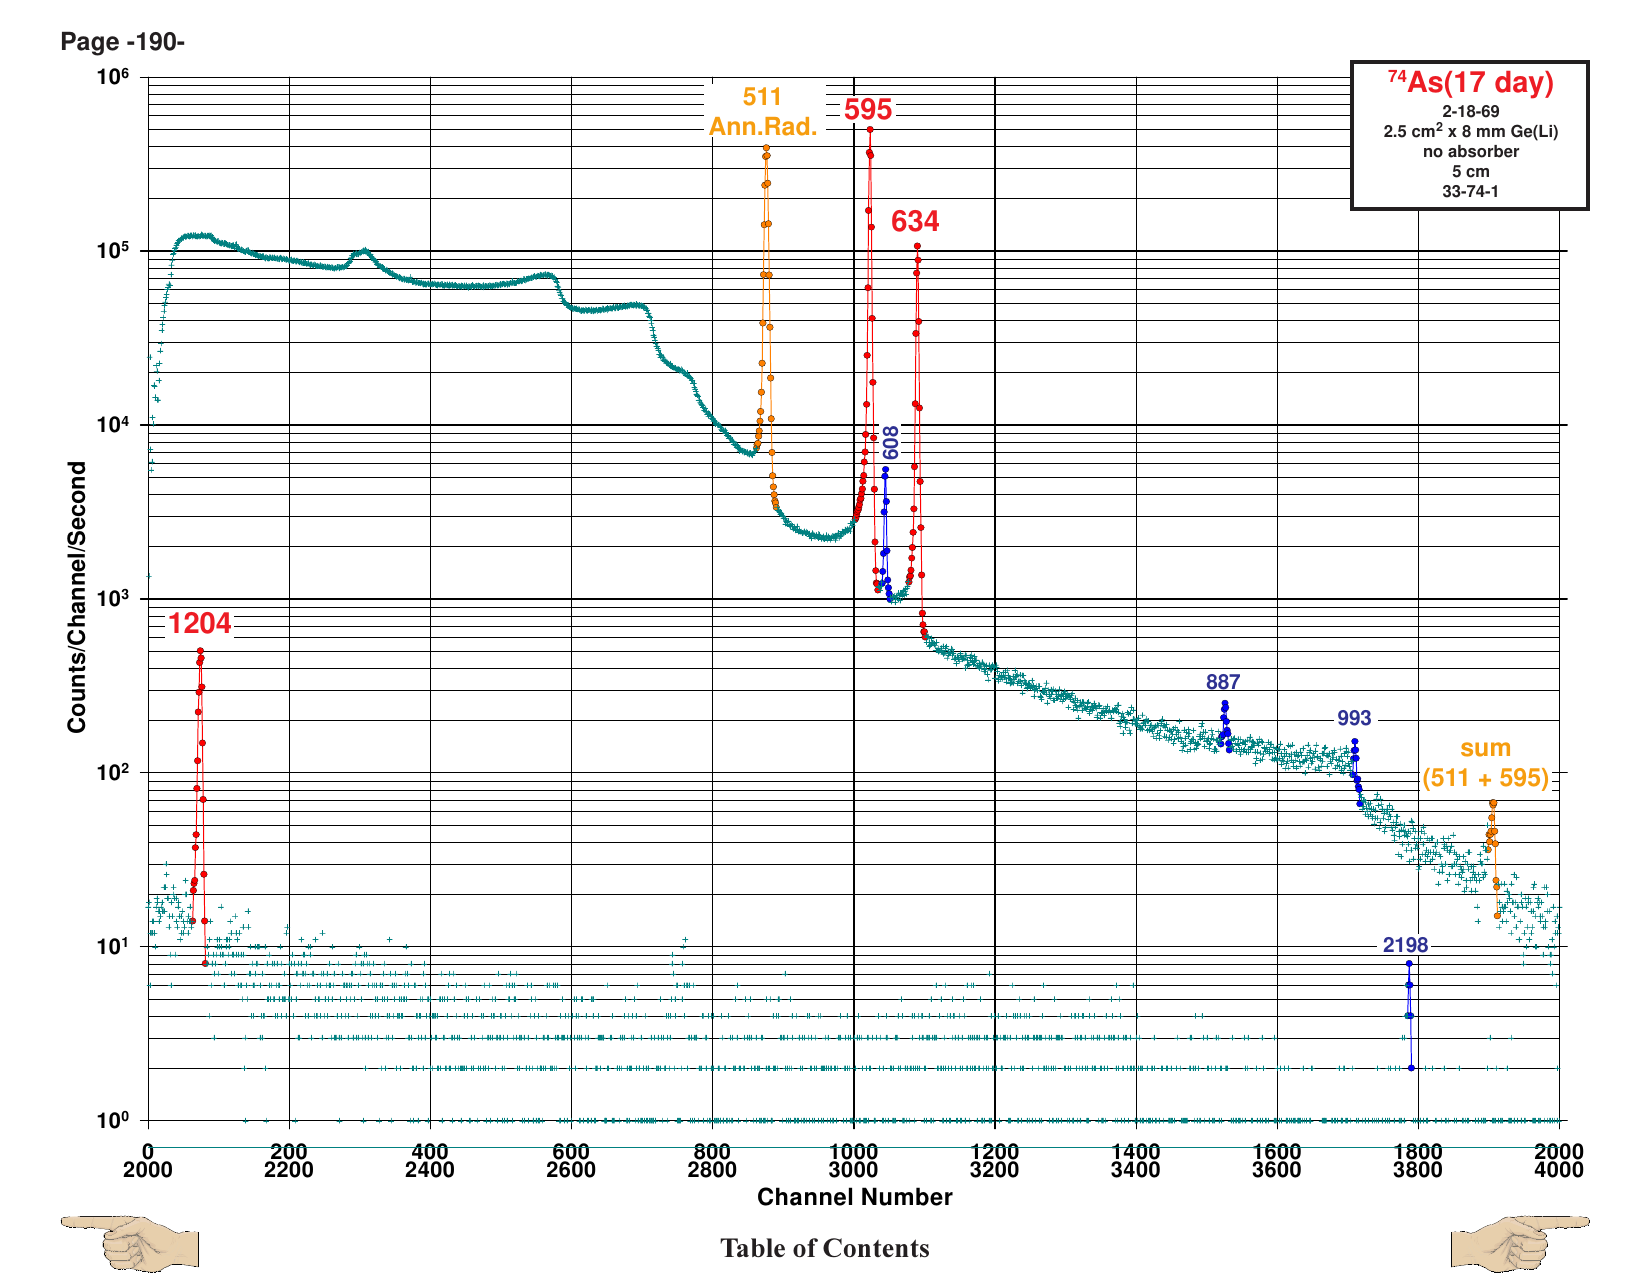 Page -190-
⁷⁴As(17 day)
2-18-69
2.5 cm² x 8 mm Ge(Li)
no absorber
5 cm
33-74-1
511
Ann.Rad.
595
634
608
1204
887
993
sum
(511 + 595)
2198
10⁶
10⁵
10⁴
10³
10²
10¹
10⁰
Counts/Channel/Second
0 200 400 600 800 1000 1200 1400 1600 1800 2000
2000 2200 2400 2600 2800 3000 3200 3400 3600 3800 4000
Channel Number
Table of Contents